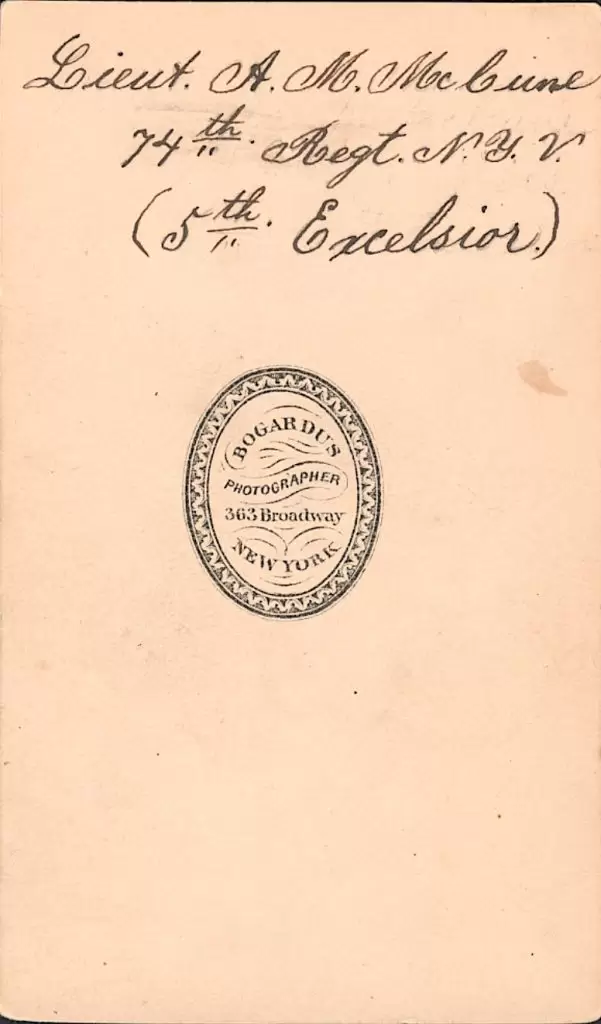 Lieut. A. M. McCune
74th. Regt. N. Y. V.
(5th. Excelsior.)
BOGARDUS
PHOTOGRAPHER
363 Broadway
NEW YORK